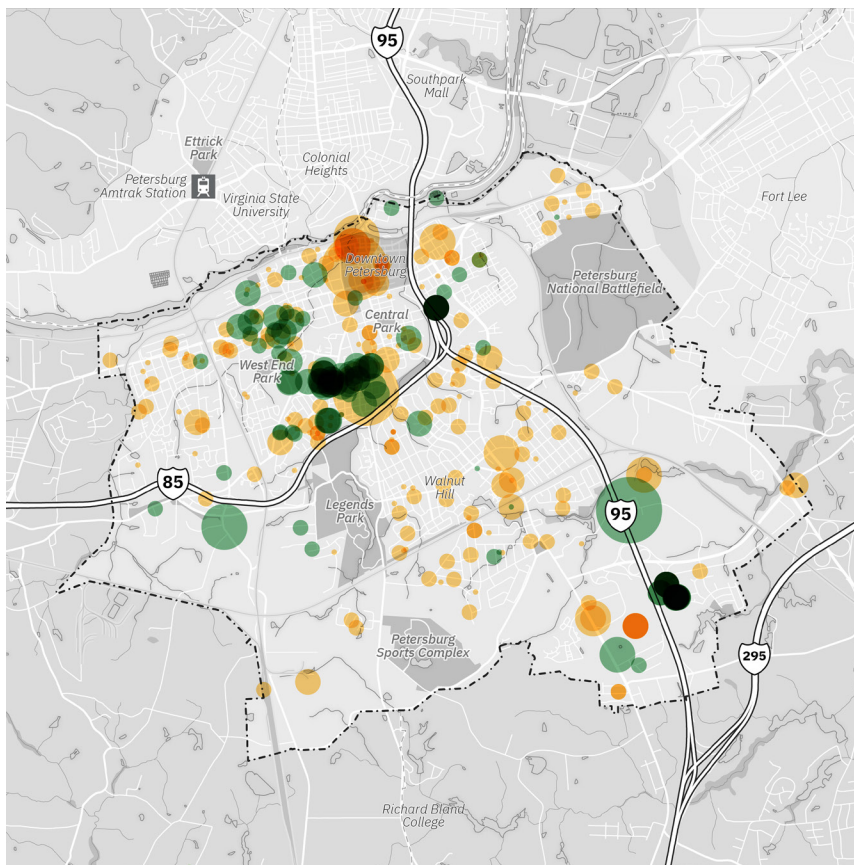 95
Southpark
Mall
Ettrick
Park
Colonial
Heights
Petersburg
Amtrak Station
Virginia State
University
Fort Lee
Downtown
Petersburg
Petersburg
National Battlefield
Central
Park
West End
Park
85
Walnut
Hill
Legends
Park
95
Petersburg
Sports Complex
295
Richard Bland
College